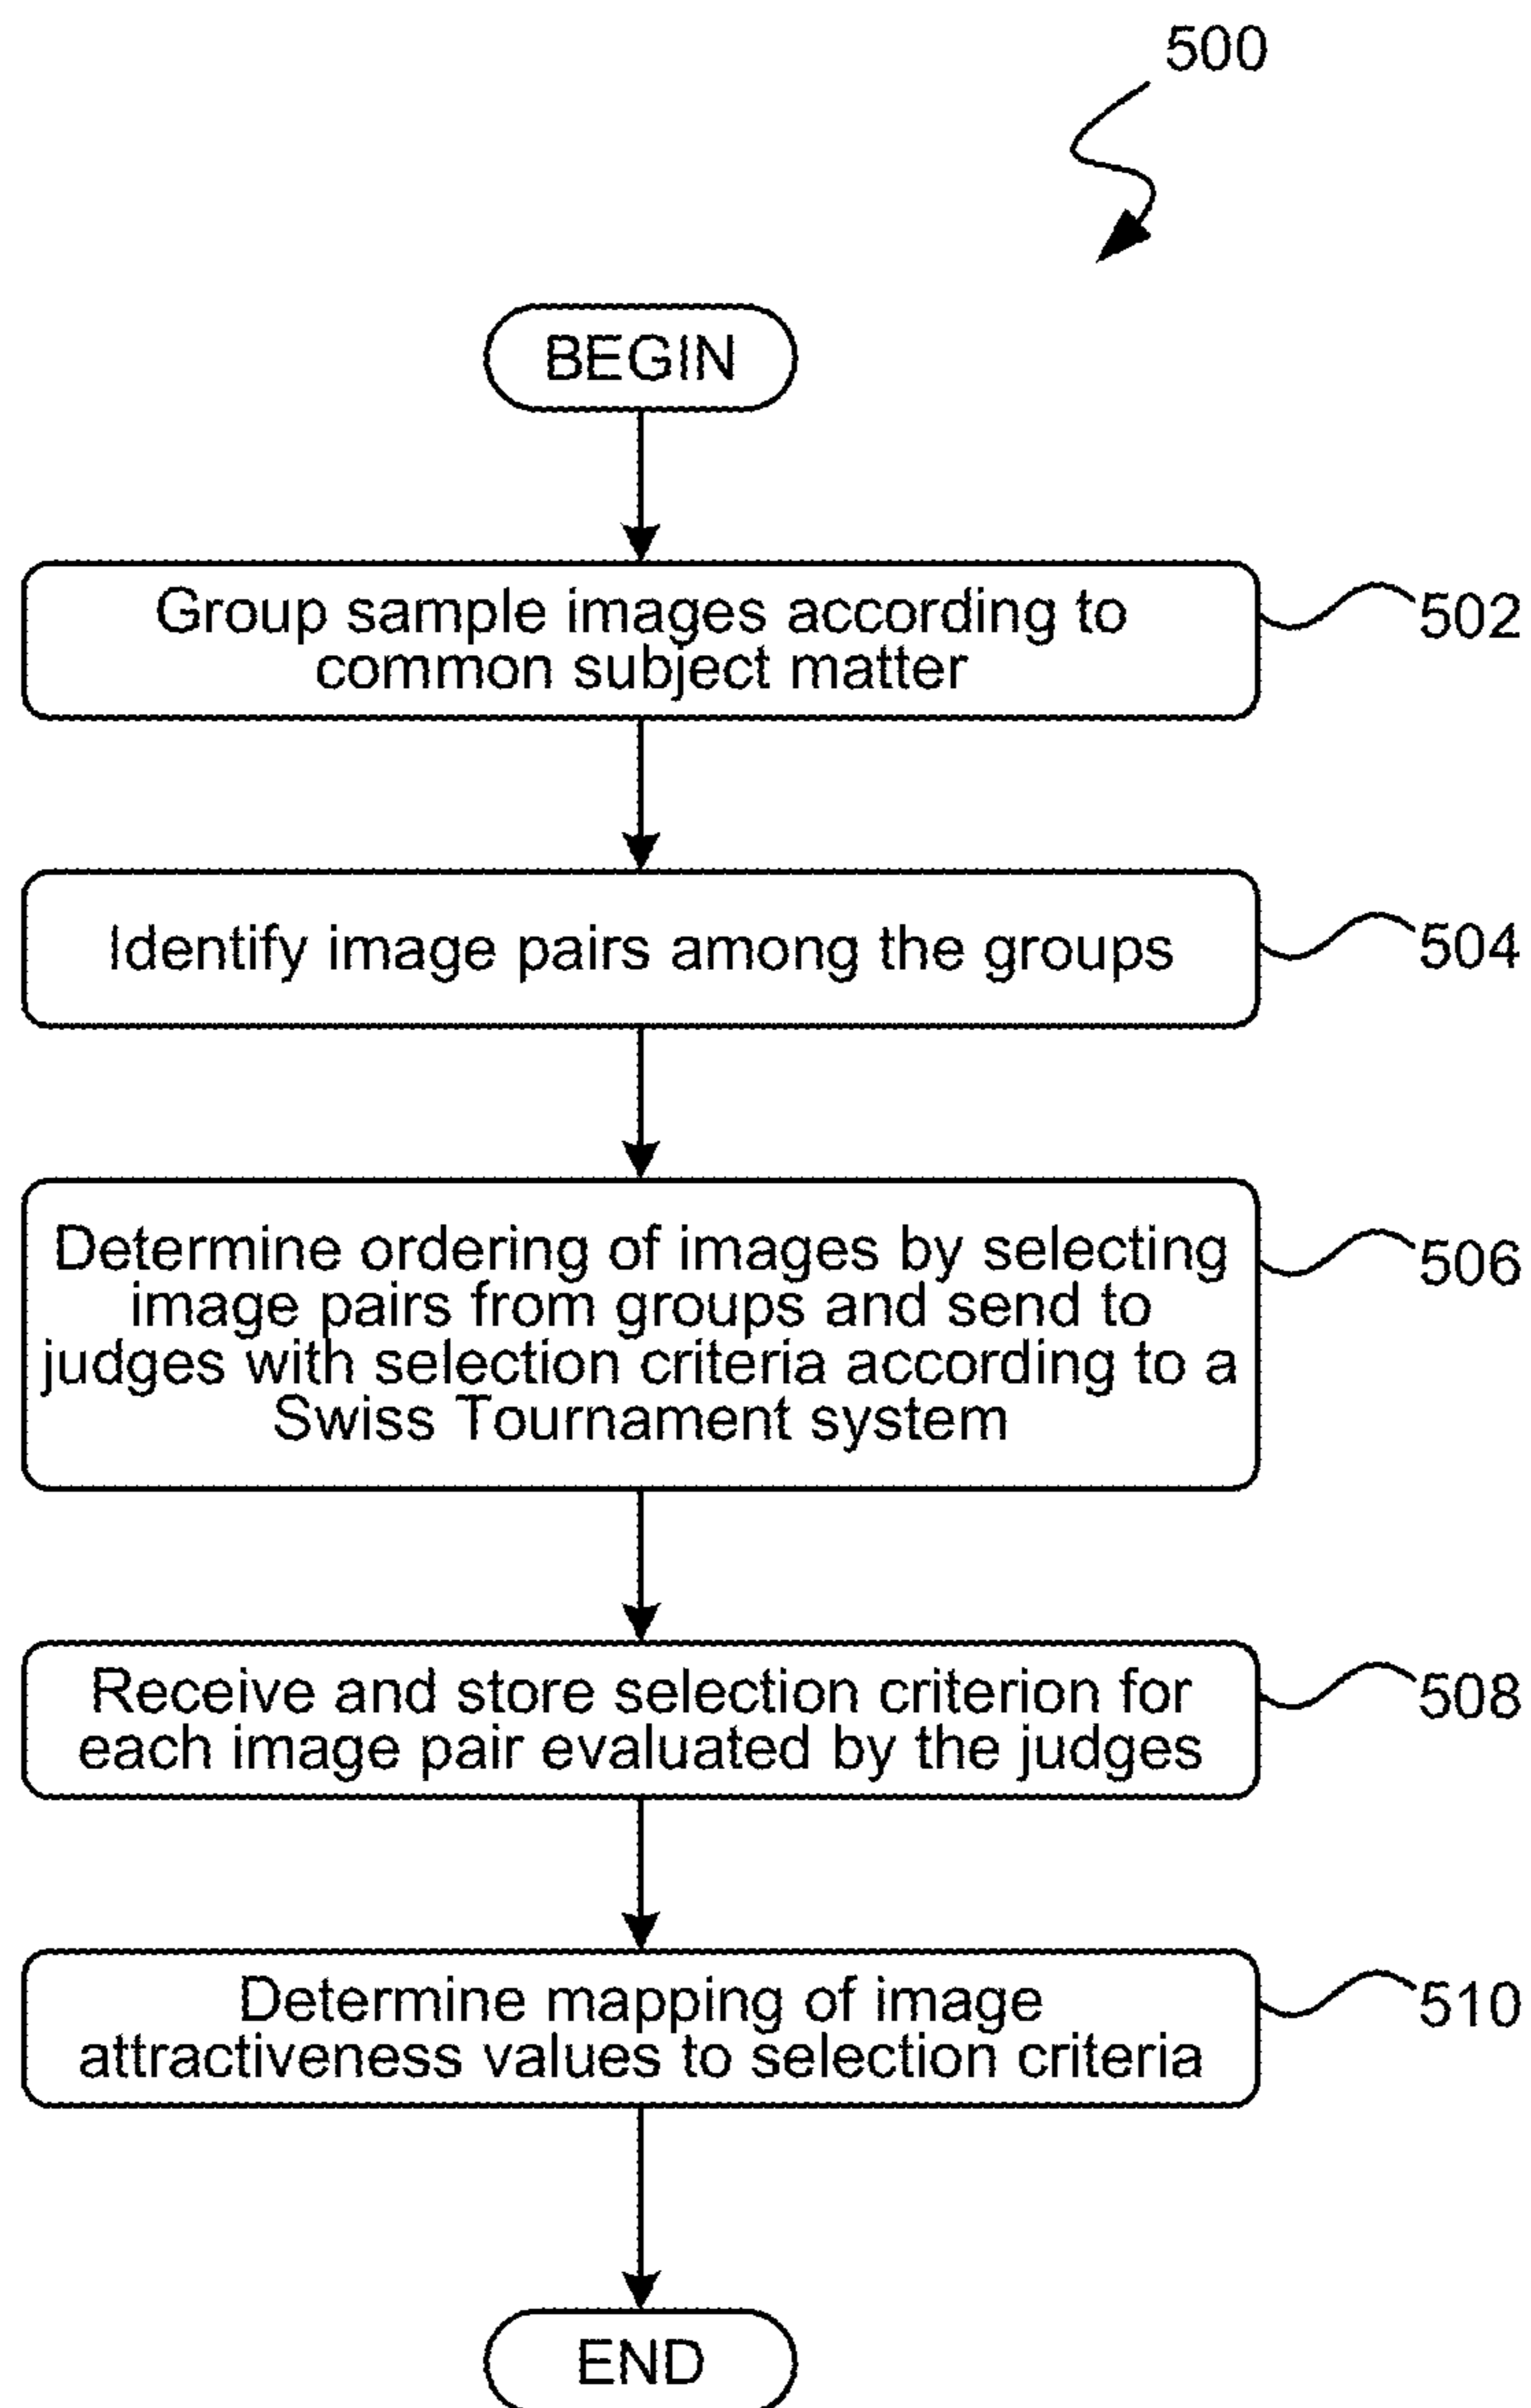 500
BEGIN
Group sample images according to
common subject matter
502
Identify image pairs among the groups
504
Determine ordering of images by selecting
image pairs from groups and send to
judges with selection criteria according to a
Swiss Tournament system
506
Receive and store selection criterion for
each image pair evaluated by the judges
508
Determine mapping of image
attractiveness values to selection criteria
510
END